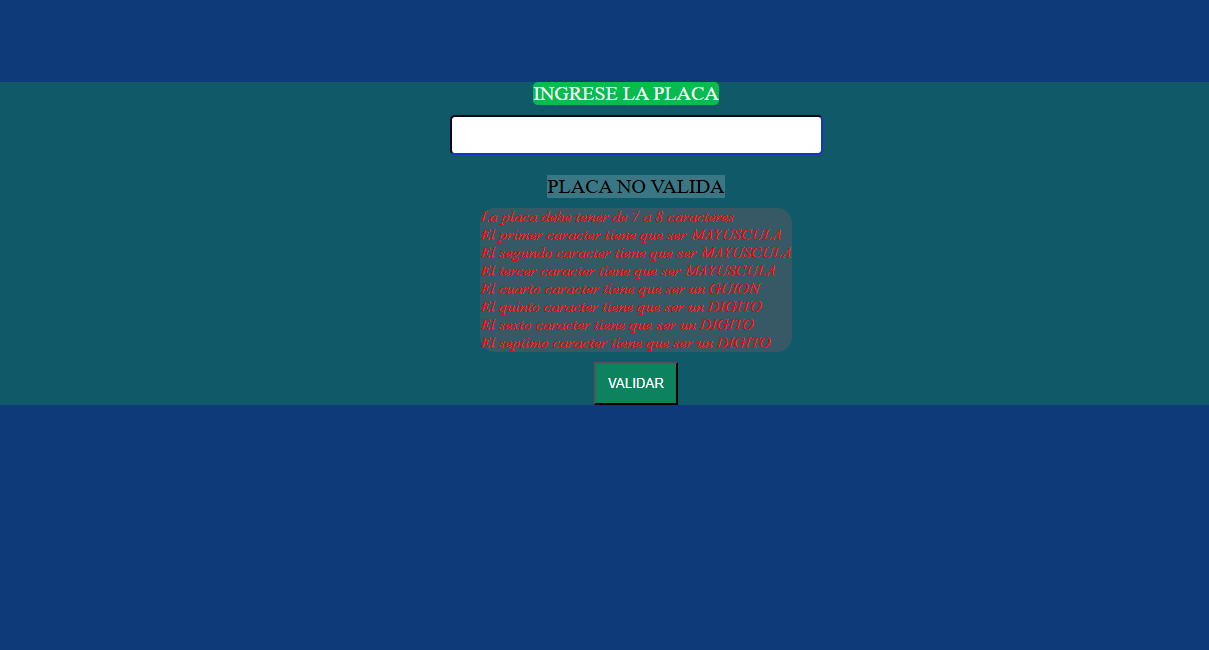 INGRESE LA PLACA
PLACA NO VALIDA
La placa debe tener de 7 a 8 caracteres
El primer caracter tiene que ser MAYUSCULA
El segundo caracter tiene que ser MAYUSCULA
El tercer caracter tiene que ser MAYUSCULA
El cuarto caracter tiene que ser un GUION
El quinto caracter tiene que ser un DIGITO
El sexto caracter tiene que ser un DIGITO
El septimo caracter tiene que ser un DIGITO
VALIDAR